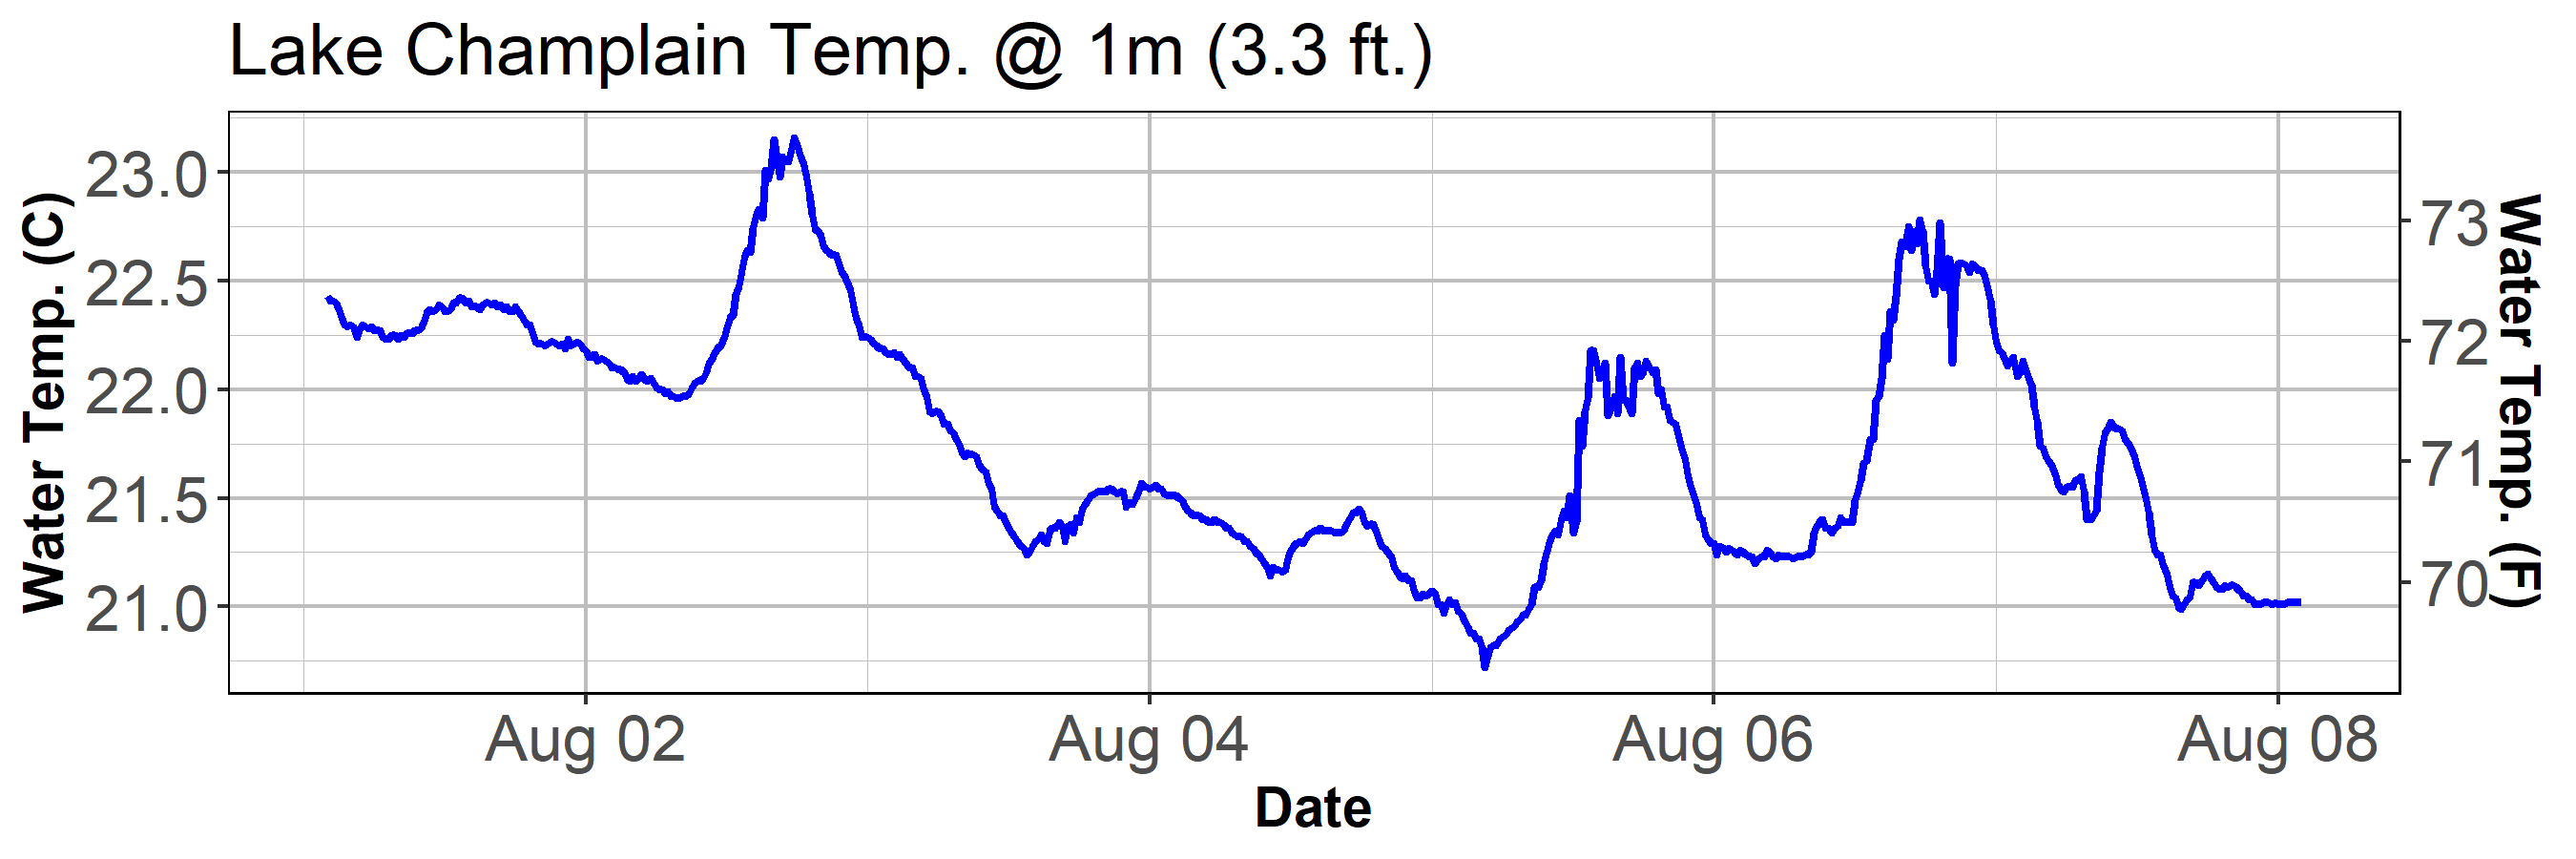 Lake Champlain Temp. @ 1m (3.3 ft.)
Water Temp. (C)
23.0
22.5
22.0
21.5
21.0
73
72
71
70
Water Temp. (F)
Aug 02
Aug 04
Aug 06
Aug 08
Date